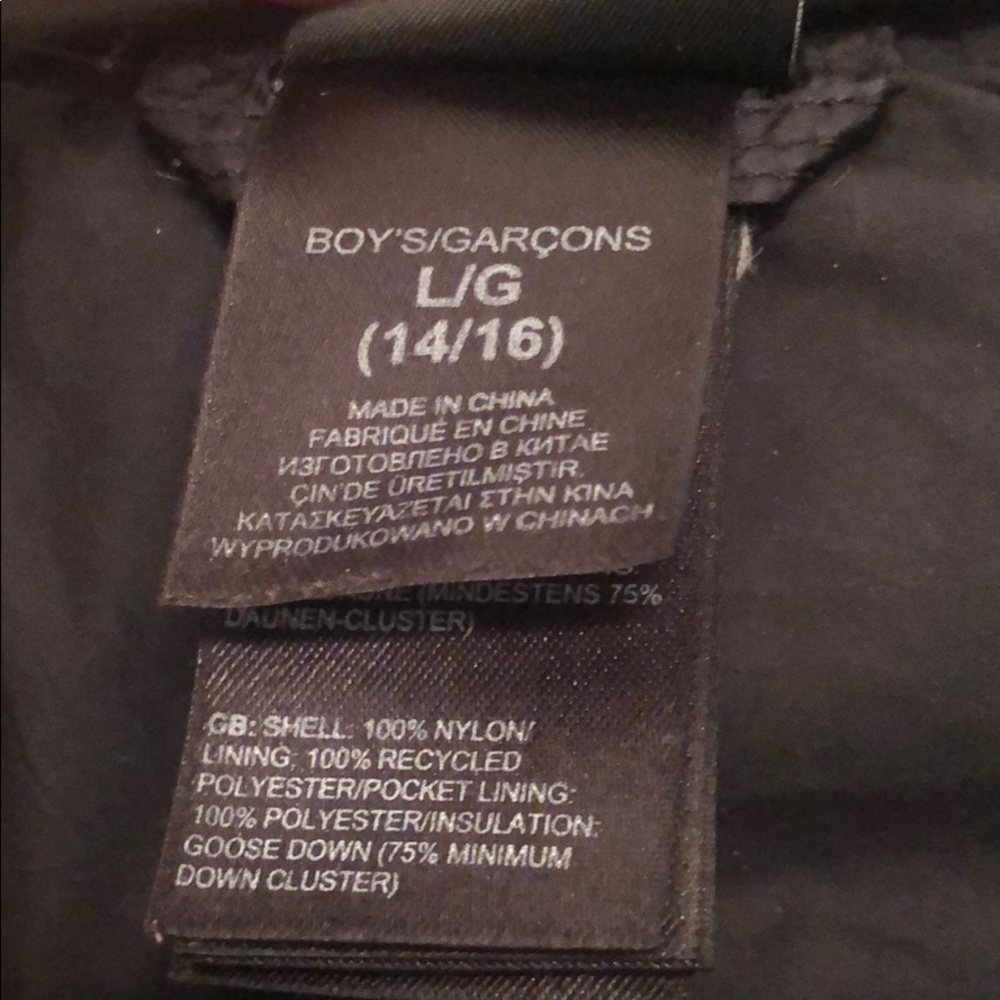 BOY'S/GARÇONS
L/G
(14/16)
MADE IN CHINA
FABRIQUÉ EN CHINE
ИЗГОТОВЛЕНО В КИТАЕ
ÇIN'DE ÜRETILMIŞTIR.
ΚΑΤΑΣΚΕΥΑΖΕΤΑΙ ΣΤΗΝ ΚΙΝΑ
WYPRODUKOWANO W CHINACH
(MINDESTENS 75%
DAUNEN-CLUSTER)
GB: SHELL: 100% NYLON/
LINING: 100% RECYCLED
POLYESTER/POCKET LINING:
100% POLYESTER/INSULATION:
GOOSE DOWN (75% MINIMUM
DOWN CLUSTER)